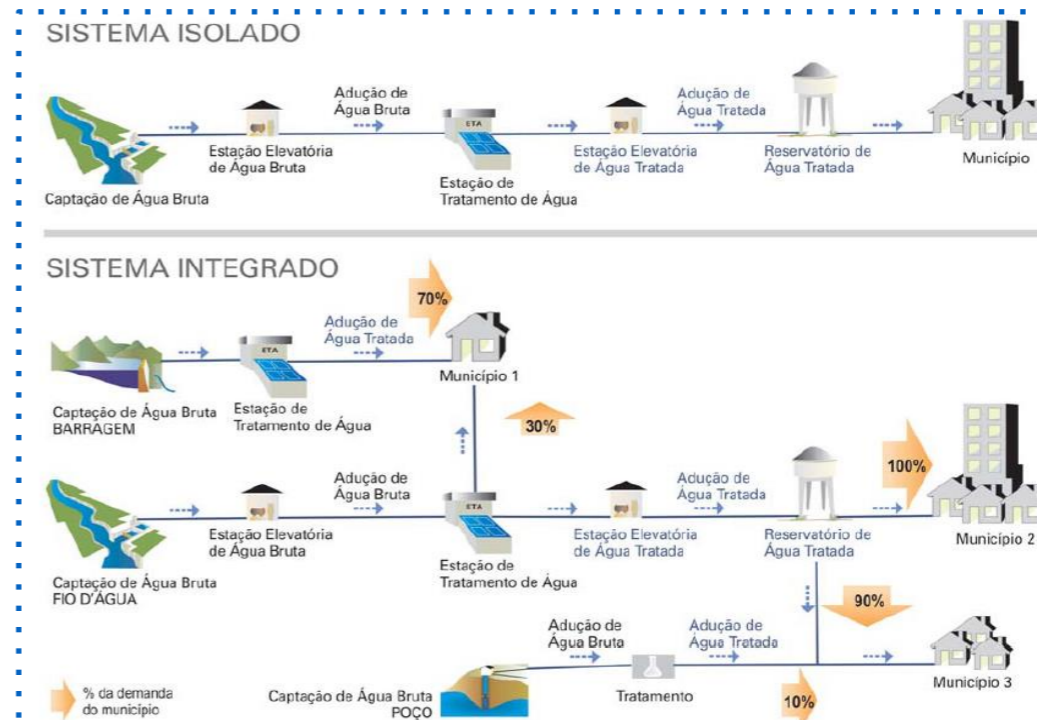 SISTEMA ISOLADO
Adução de
Água Bruta
Adução de
Água Tratada
ETA
Captação de Água Bruta
Estação Elevatória
de Água Bruta
Estação de
Tratamento de Água
Estação Elevatória
de Água Tratada
Reservatório de
Água Tratada
Município
SISTEMA INTEGRADO
70%
Adução de
Água Tratada
ETA
Município 1
Captação de Água Bruta
BARRAGEM
Estação de
Tratamento de Água
30%
100%
Adução de
Água Bruta
Adução de
Água Tratada
ETA
Estação Elevatória
de Água Bruta
Estação Elevatória
de Água Tratada
Reservatório de
Água Tratada
Município 2
Captação de Água Bruta
FIO D'ÁGUA
Estação de
Tratamento de Água
90%
Adução de
Água Bruta
Adução de
Água Tratada
Município 3
% da demanda
do município
Captação de Água Bruta
POÇO
Tratamento
10%